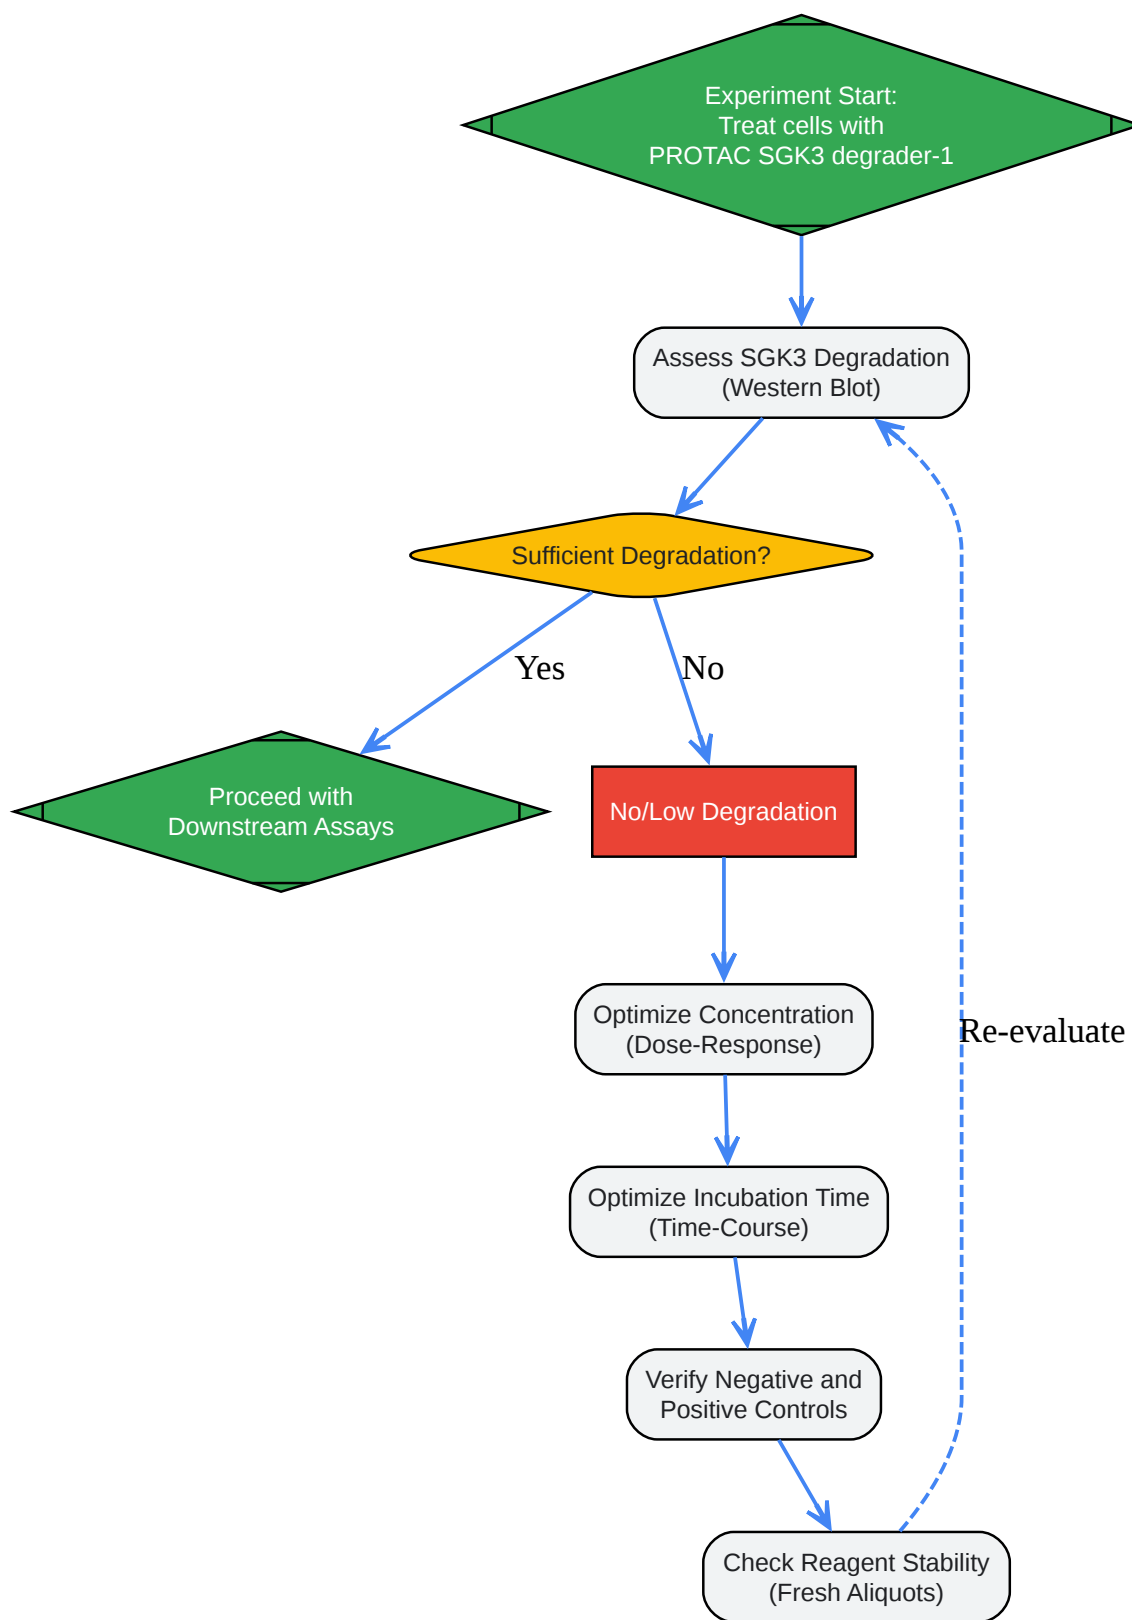 Experiment Start:
Treat cells with
PROTAC SGK3 degrader-1
Assess SGK3 Degradation
(Western Blot)
Sufficient Degradation?
Yes
No
Proceed with
Downstream Assays
No/Low Degradation
Optimize Concentration
(Dose-Response)
Re-evaluate
Optimize Incubation Time
(Time-Course)
Verify Negative and
Positive Controls
Check Reagent Stability
(Fresh Aliquots)